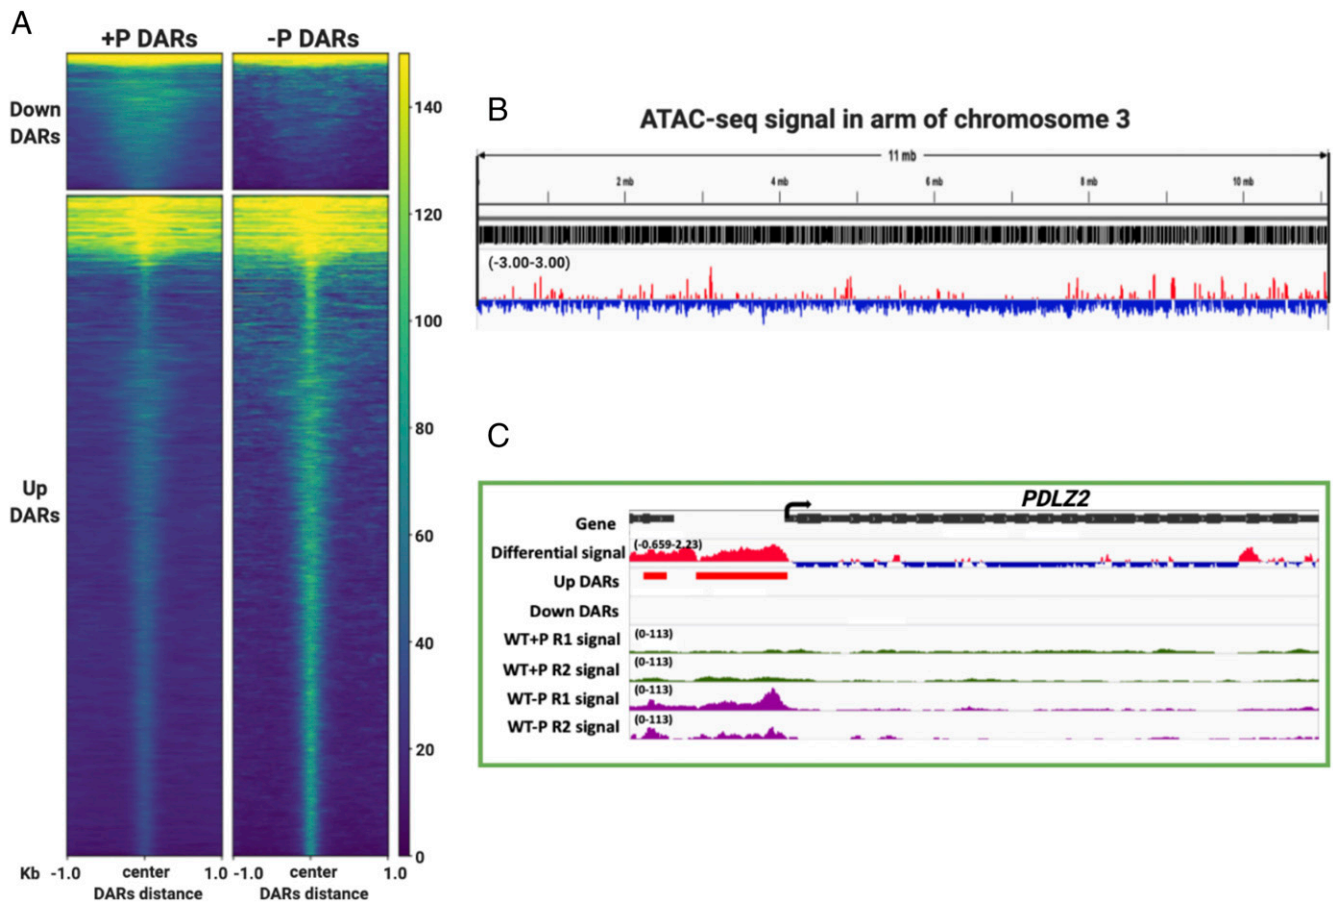 A
+P DARs
-P DARs
Down
DARs
Up
DARs
140
120
100
80
60
40
20
0
Kb -1.0 center 1.0 -1.0 center 1.0
DARs distance DARs distance
B
ATAC-seq signal in arm of chromosome 3
11 mb
2 mb 4 mb 6 mb 8 mb 10 mb
(-3.00-3.00)
C
PDLZ2
Gene
Differential signal (-0.659-2.23)
Up DARs
Down DARs
WT+P R1 signal (0-113)
WT+P R2 signal (0-113)
WT-P R1 signal (0-113)
WT-P R2 signal (0-113)